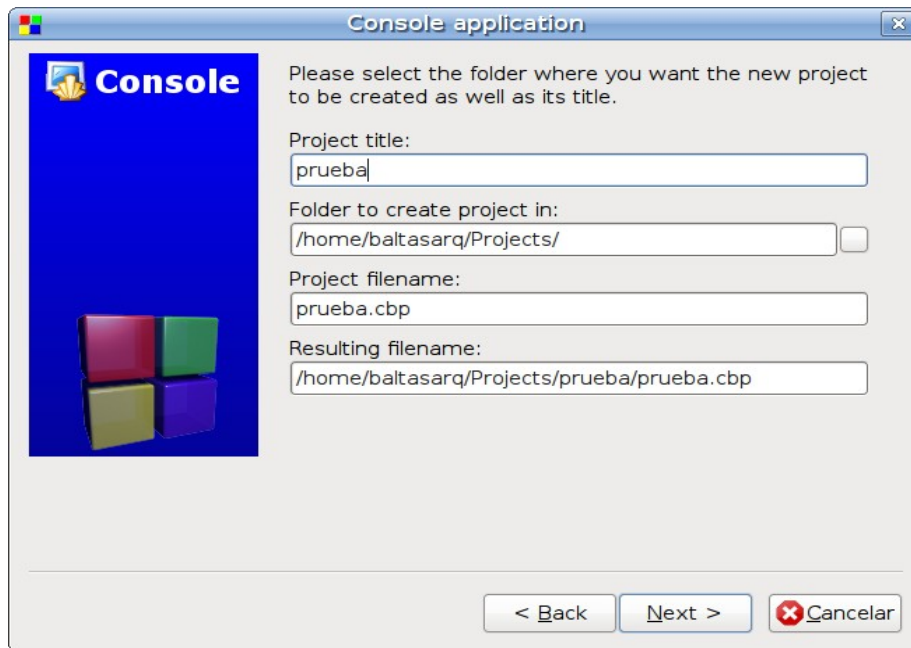 Console application
Console
Please select the folder where you want the new project
to be created as well as its title.
Project title:
prueba
Folder to create project in:
/home/baltasarq/Projects/
Project filename:
prueba.cbp
Resulting filename:
/home/baltasarq/Projects/prueba/prueba.cbp
< Back Next > Cancelar